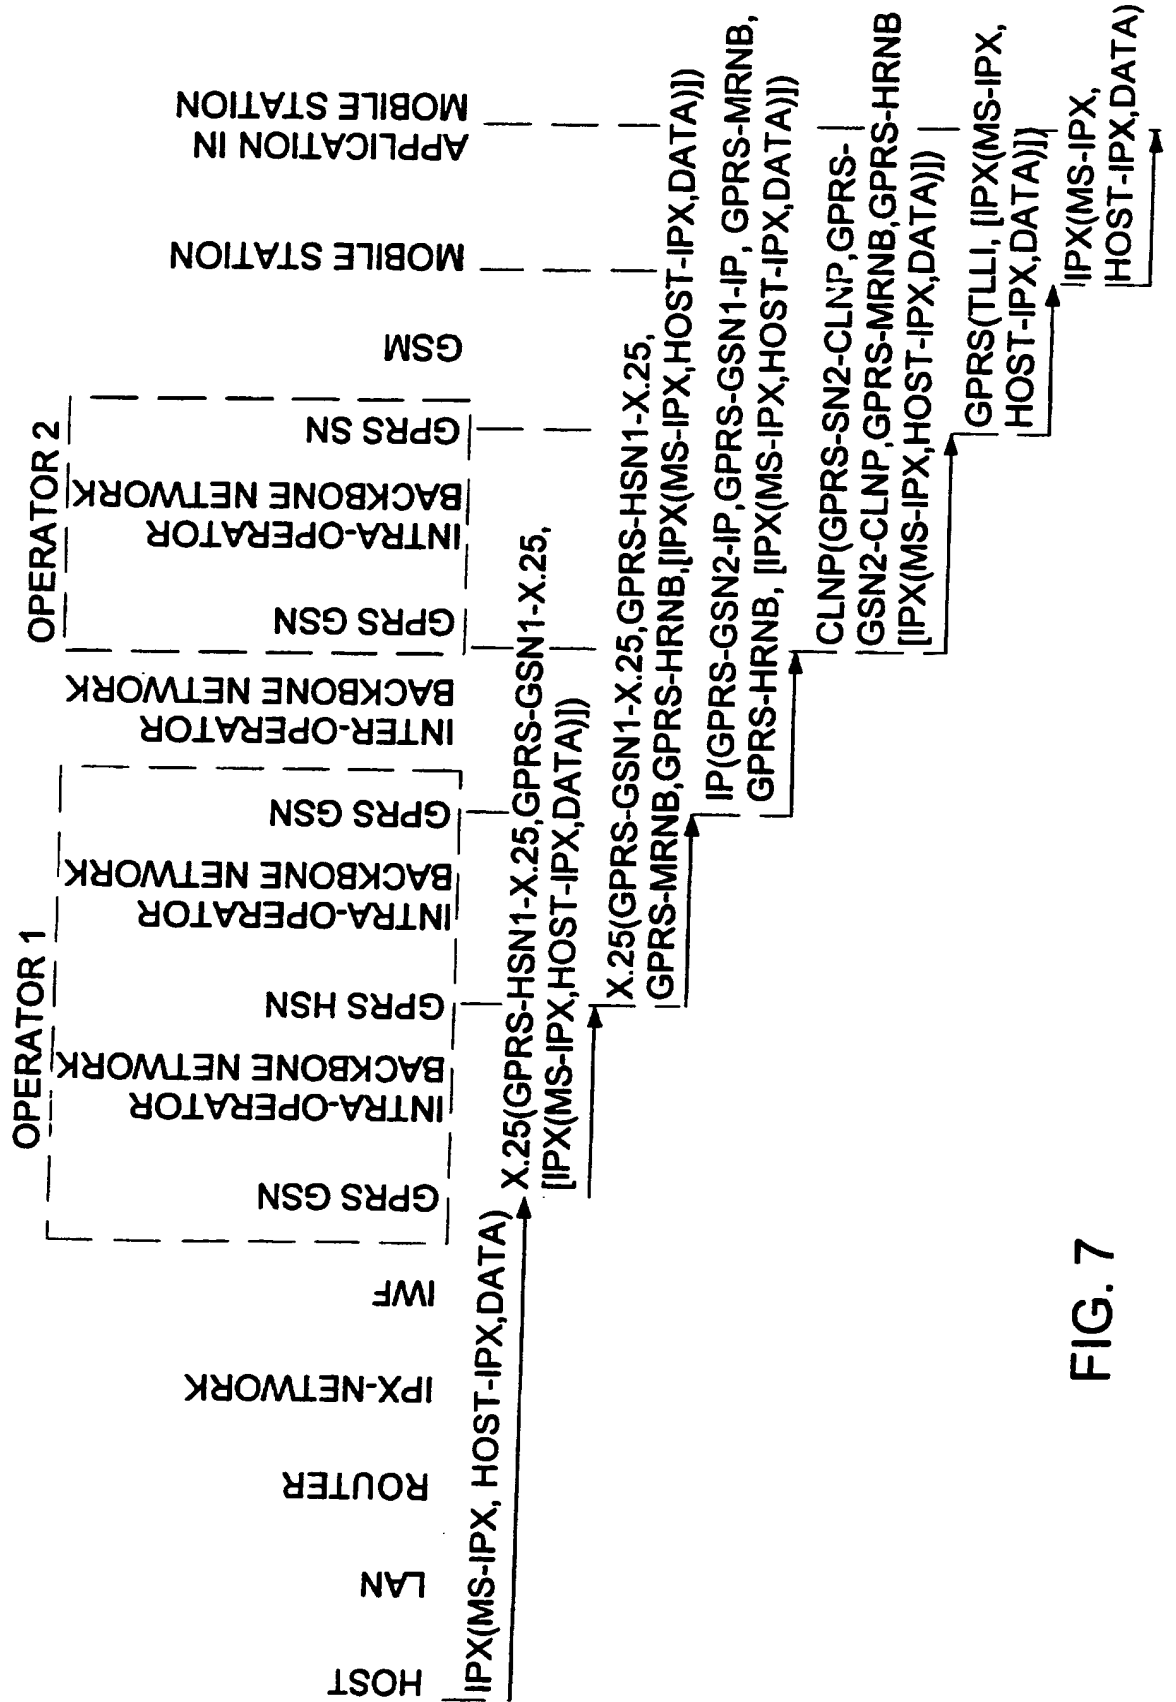 OPERATOR 1
OPERATOR 2
HOST
LAN
ROUTER
IPX-NETWORK
IWF
GPRS GSN
INTRA-OPERATOR
BACKBONE NETWORK
GPRS HSN
INTRA-OPERATOR
BACKBONE NETWORK
GPRS GSN
INTER-OPERATOR
BACKBONE NETWORK
GPRS GSN
INTRA-OPERATOR
BACKBONE NETWORK
GPRS SN
GSM
MOBILE STATION
APPLICATION IN
MOBILE STATION
IPX(MS-IPX, HOST-IPX,DATA)
X.25(GPRS-HSN1-X.25,GPRS-GSN1-X.25,
[IPX(MS-IPX,HOST-IPX,DATA)])
X.25(GPRS-GSN1-X.25,GPRS-HSN1-X.25,
GPRS-MRNB,GPRS-HRNB,[IPX(MS-IPX,HOST-IPX,DATA)])
IP(GPRS-GSN2-IP,GPRS-GSN1-IP, GPRS-MRNB,
GPRS-HRNB, [IPX(MS-IPX,HOST-IPX,DATA)])
CLNP(GPRS-SN2-CLNP,GPRS-
GSN2-CLNP,GPRS-MRNB,GPRS-HRNB
[IPX(MS-IPX,HOST-IPX,DATA)])
GPRS(TLLI, [IPX(MS-IPX,
HOST-IPX,DATA)])
IPX(MS-IPX,
HOST-IPX,DATA)
FIG. 7